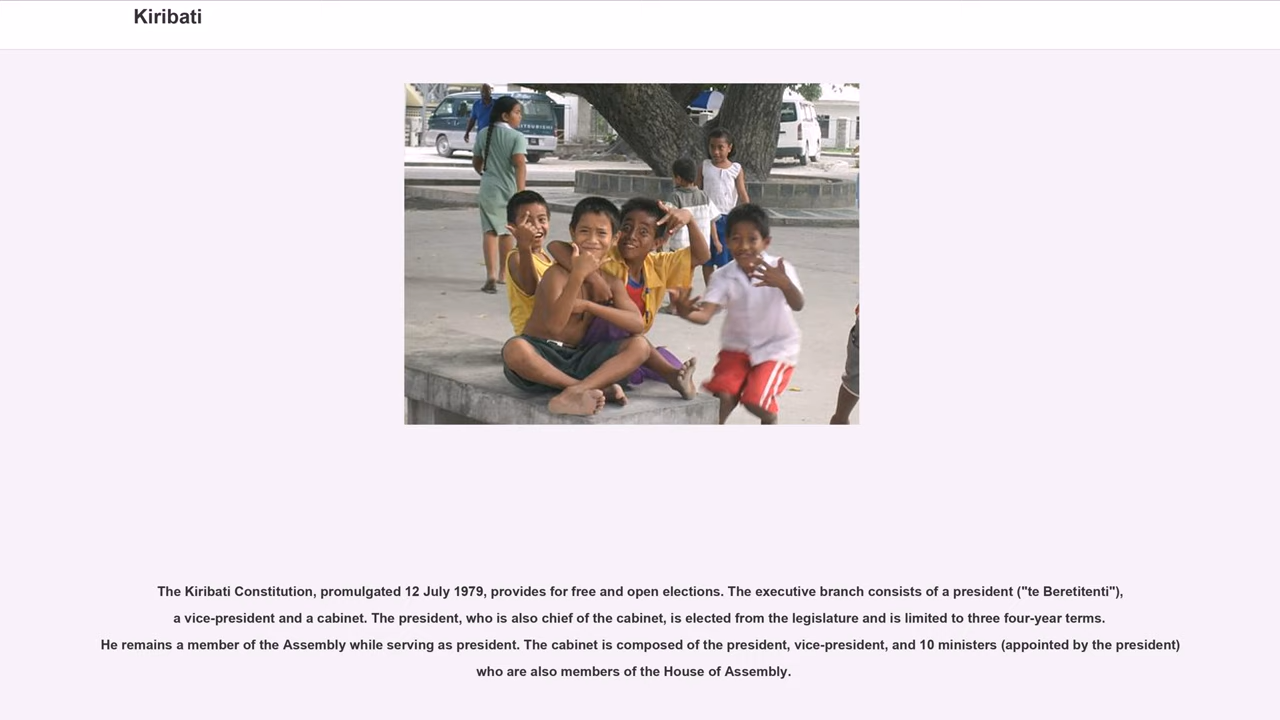 Kiribati
The Kiribati Constitution, promulgated 12 July 1979, provides for free and open elections. The executive branch consists of a president ("te Beretitenti"),
a vice-president and a cabinet. The president, who is also chief of the cabinet, is elected from the legislature and is limited to three four-year terms.
He remains a member of the Assembly while serving as president. The cabinet is composed of the president, vice-president, and 10 ministers (appointed by the president)
who are also members of the House of Assembly.